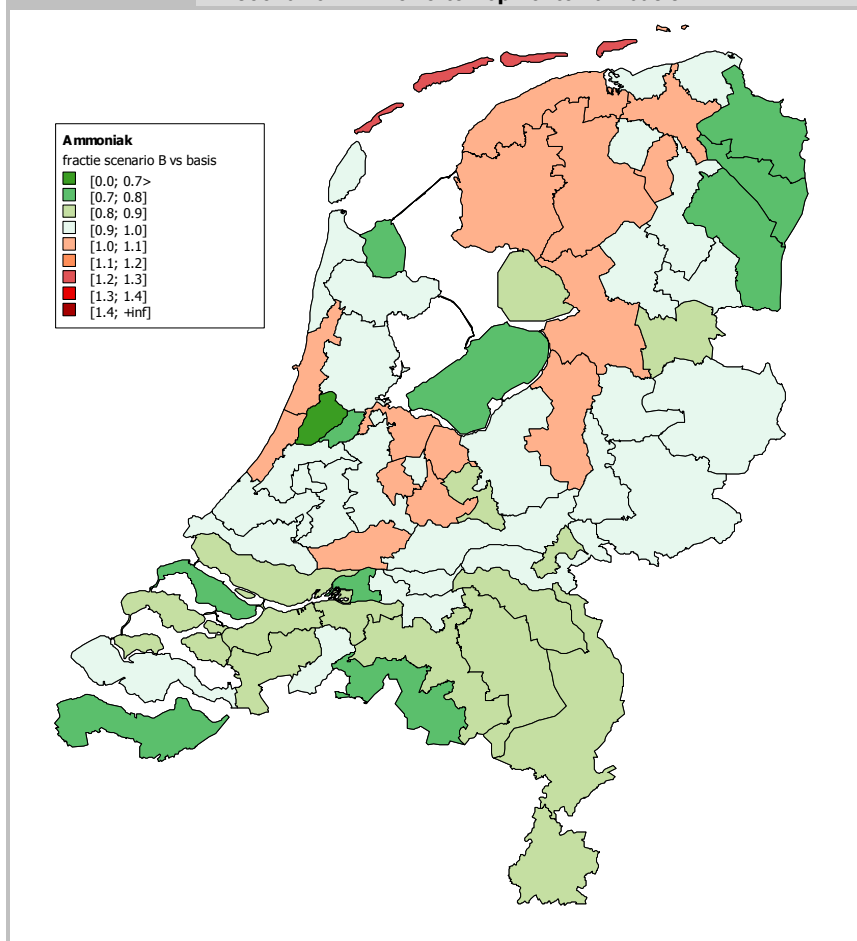 Ammoniak
fractie scenario B vs basis
[0.0; 0.7>
[0.7; 0.8]
[0.8; 0.9]
[0.9; 1.0]
[1.0; 1.1]
[1.1; 1.2]
[1.2; 1.3]
[1.3; 1.4]
[1.4; +inf]